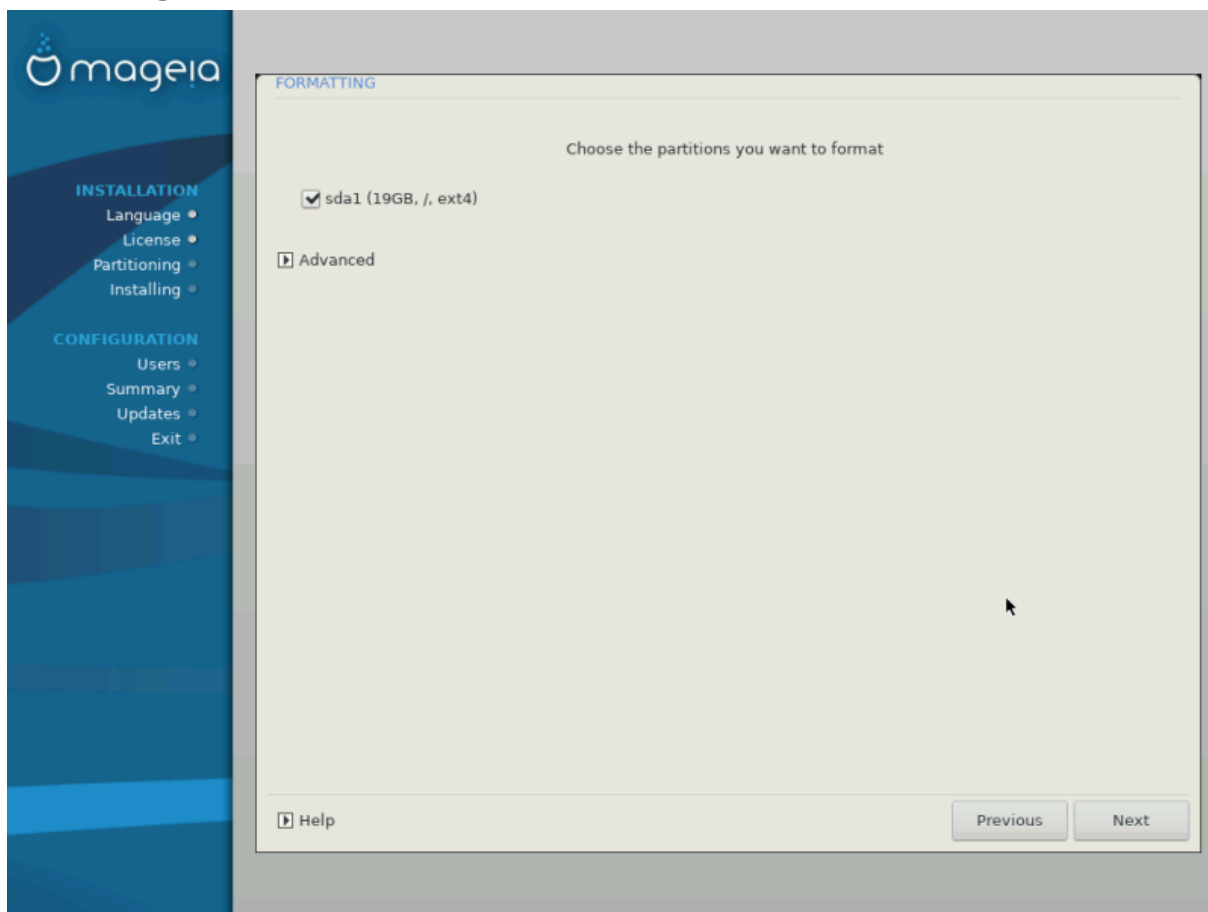 mageia
FORMATTING
Choose the partitions you want to format
sda1 (19GB, /, ext4)
Advanced
INSTALLATION
Language
License
Partitioning
Installing
CONFIGURATION
Users
Summary
Updates
Exit
Help
Previous
Next